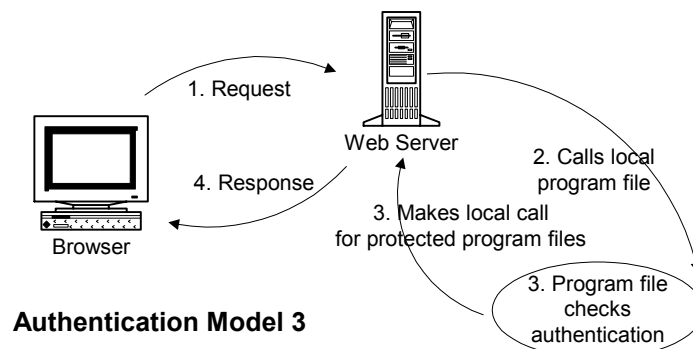 1. Request
Web Server
2. Calls local
program file
4. Response
3. Makes local call
for protected program files
Browser
3. Program file
checks
authentication
Authentication Model 3